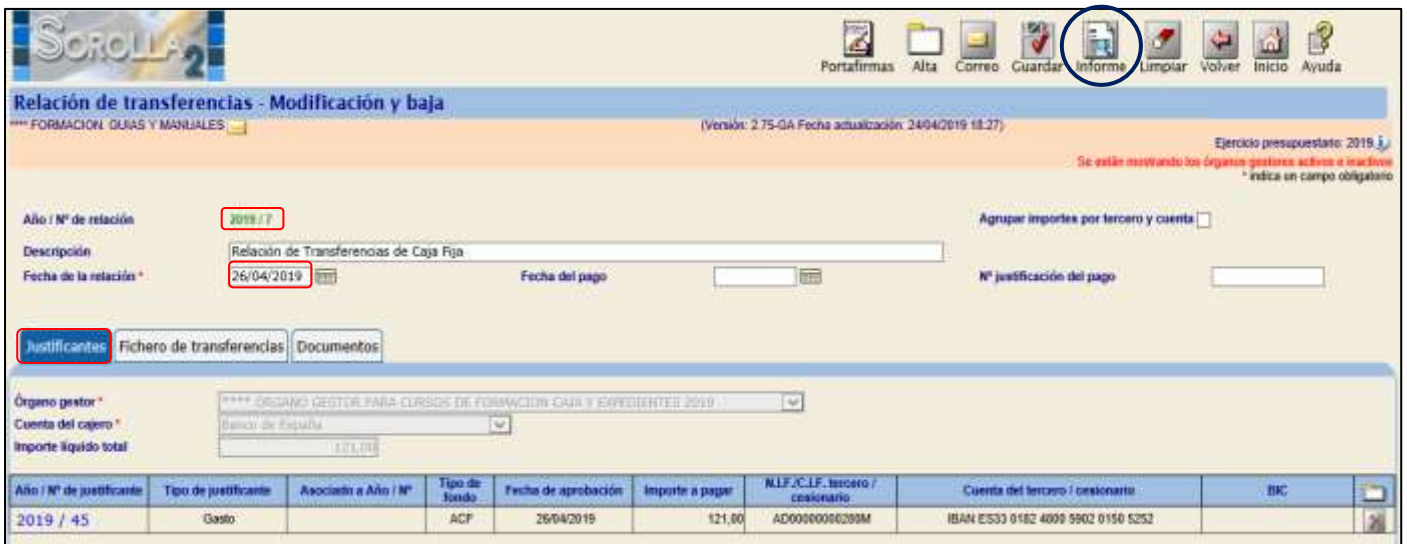 SOROLLA2
Portafirmas Alta Correo Guardar Informe Limpiar Volver Inicio Ayuda
Relación de transferencias - Modificación y baja
**** FORMACION. GUIAS Y MANUALES
(Versión: 2.75-GA Fecha actualización: 24/04/2019 18:27)
Ejercicio presupuestario: 2019
Se están mostrando los órganos gestores activos e inactivos
* indica un campo obligatorio
Año / Nº de relación 2019 / 7 Agrupar importes por tercero y cuenta
Descripción Relación de Transferencias de Caja Fija
Fecha de la relación * 26/04/2019 Fecha del pago Nº justificación del pago
Justificantes Fichero de transferencias Documentos
Órgano gestor * **** ÓRGANO GESTOR PARA CURSOS DE FORMACION CAJA Y EXPEDIENTES 2019
Cuenta del cajero * Banco de España
Importe líquido total 121,00
Año / Nº de justificante Tipo de justificante Asociado a Año / Nº Tipo de fondo Fecha de aprobación Importe a pagar N.I.F./C.I.F. tercero / cesionario Cuenta del tercero / cesionario BIC
2019 / 45 Gasto ACF 26/04/2019 121,00 IBAN ES33 0182 4000 5902 0150 5252